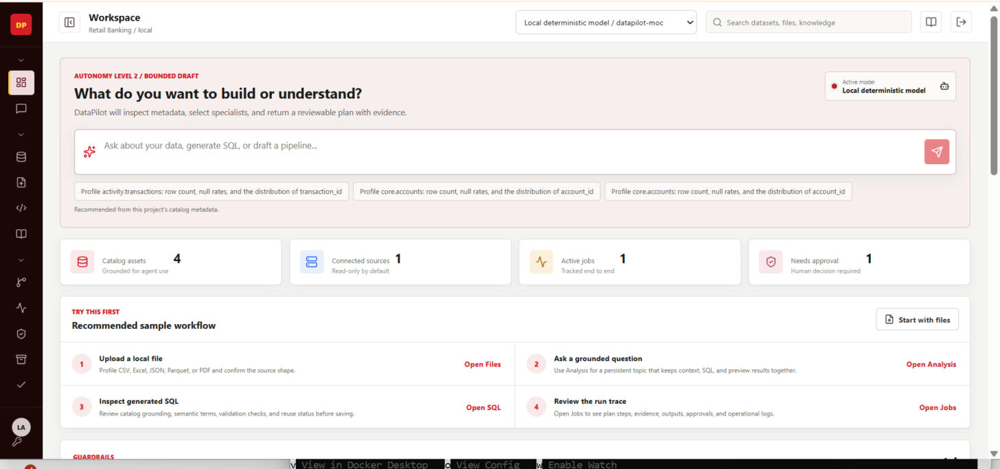 DP
Workspace
Retail Banking / local
Local deterministic model / datapilot-moc
Search datasets, files, knowledge
AUTONOMY LEVEL 2 / BOUNDED DRAFT
What do you want to build or understand?
DataPilot will inspect metadata, select specialists, and return a reviewable plan with evidence.
Active model
Local deterministic model
Ask about your data, generate SQL, or draft a pipeline...
Profile activity.transactions: row count, null rates, and the distribution of transaction_id
Profile core.accounts: row count, null rates, and the distribution of account_id
Profile core.accounts: row count, null rates, and the distribution of account_id
Recommended from this project's catalog metadata.
Catalog assets 4
Grounded for agent use
Connected sources 1
Read-only by default
Active jobs 1
Tracked end to end
Needs approval 1
Human decision required
TRY THIS FIRST
Recommended sample workflow
Start with files
1 Upload a local file
Profile CSV, Excel, JSON, Parquet, or PDF and confirm the source shape.
Open Files
2 Ask a grounded question
Use Analysis for a persistent topic that keeps context, SQL, and preview results together.
Open Analysis
3 Inspect generated SQL
Review catalog grounding, semantic terms, validation checks, and reuse status before saving.
Open SQL
4 Review the run trace
Open Jobs to see plan steps, evidence, outputs, approvals, and operational logs.
Open Jobs
LA
GUARDRAILS
v View in Docker Desktop o View Config w Enable Watch